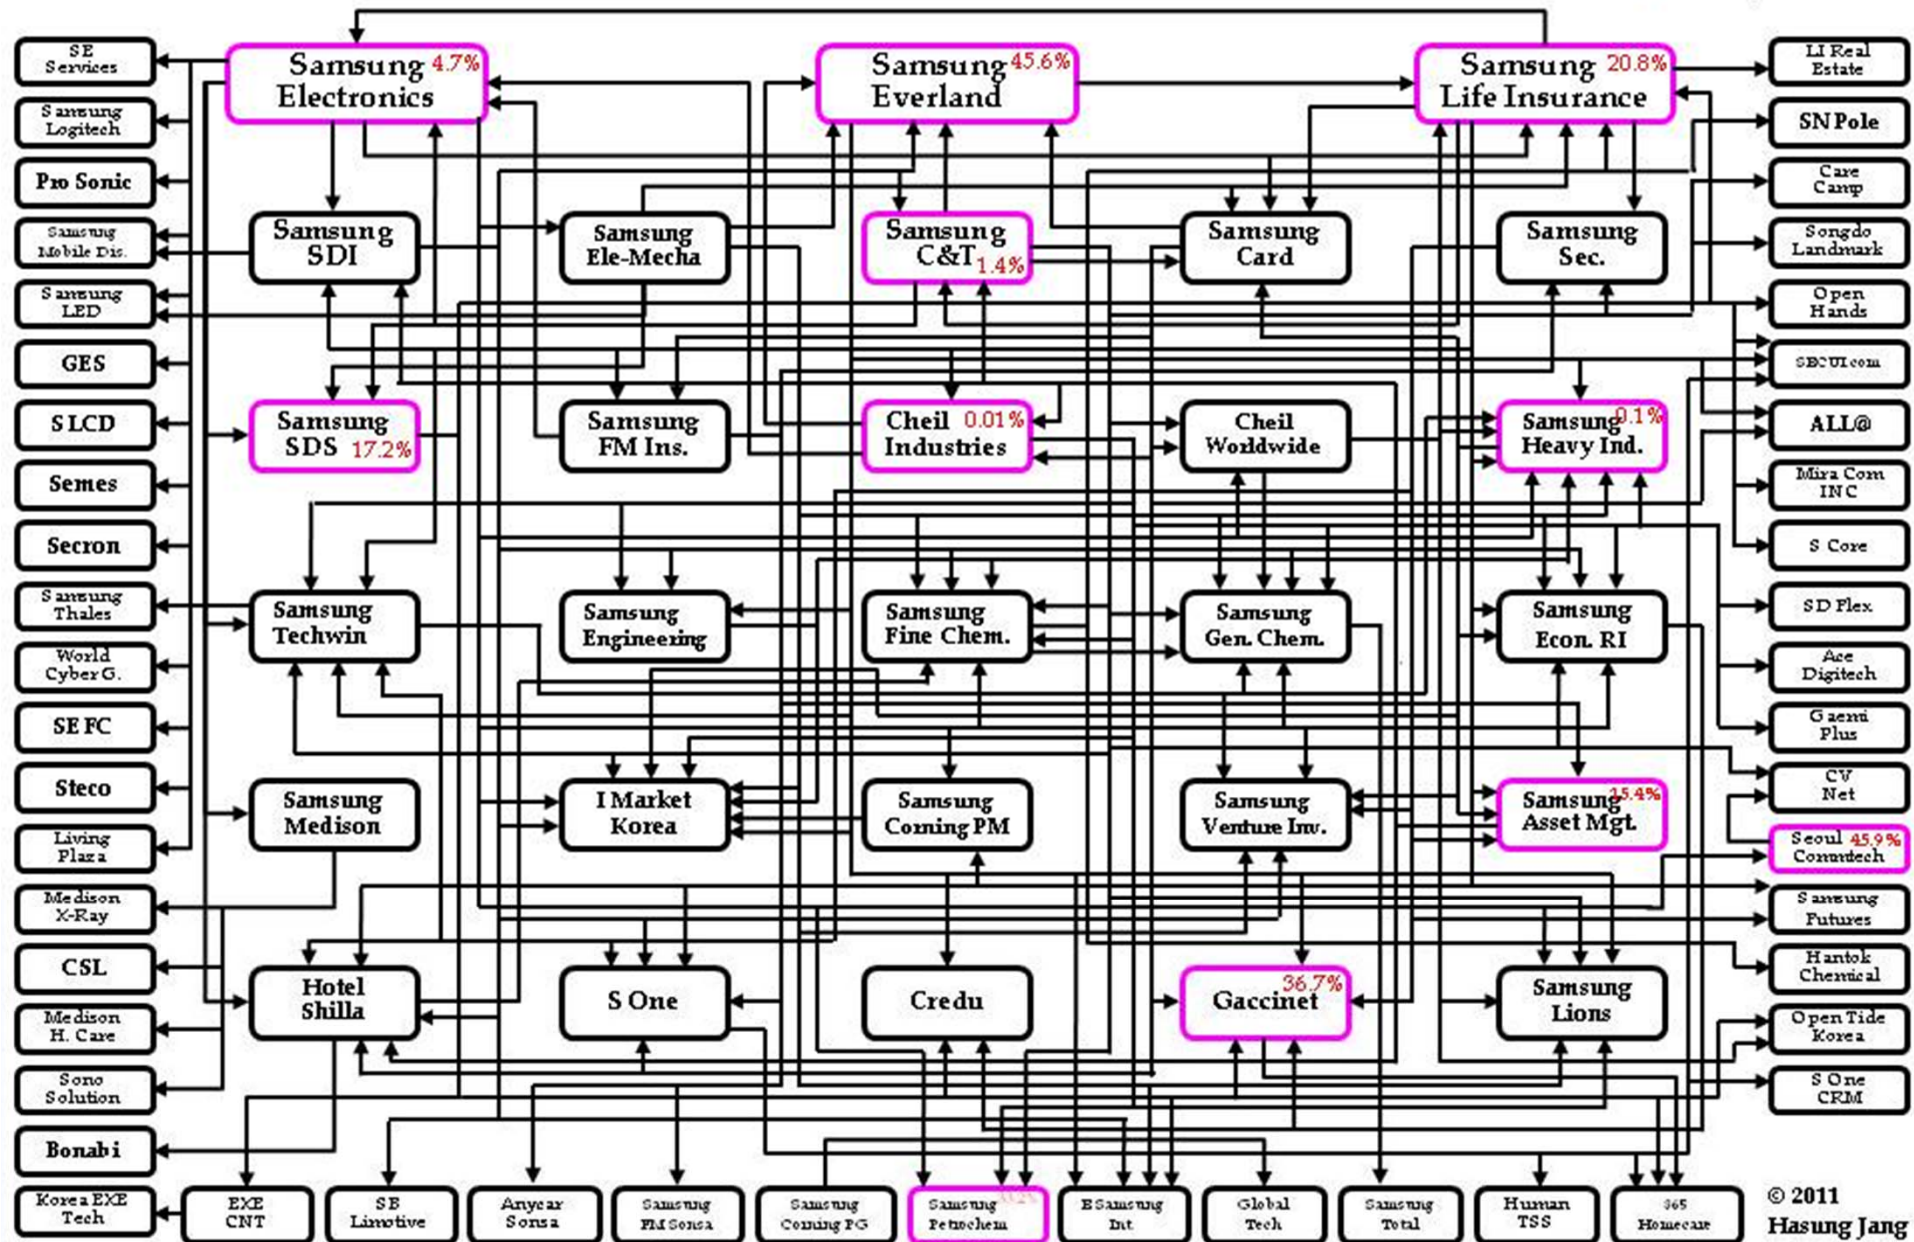 SE
Services
Samsung 4.7%
Electronics
Samsung 45.6%
Everland
Samsung 20.8%
Life Insurance
LI Real
Estate
Samsung
Logitech
SN Pole
Pro Sonic
Care
Camp
Samsung
Mobile Dis.
Samsung
SDI
Samsung
Ele-Mecha
Samsung
C&T 1.4%
Samsung
Card
Samsung
Sec.
Songdo
Landmark
Samsung
LED
Open
Hands
GES
SECUI.com
SLCD
Samsung
SDS 17.2%
Samsung
FM Ins.
Cheil 0.01%
Industries
Cheil
Worldwide
Samsung 0.1%
Heavy Ind.
ALL@
Semes
Mira Com
INC
Secron
S Core
Samsung
Thales
Samsung
Techwin
Samsung
Engineering
Samsung
Fine Chem.
Samsung
Gen. Chem.
Samsung
Econ. RI
SD Flex
World
Cyber G.
Ace
Digitech
SEFC
Gaemi
Plus
Steco
Samsung
Medison
I Market
Korea
Samsung
Corning PM
Samsung
Venture Inv.
Samsung
Asset Mgt.
CV
Net
Living
Plaza
Seoul 45.9%
Commtech
Medison
X-Ray
Samsung
Futures
CSL
Hotel
Shilla
S One
Credu
36.7%
Gaccinet
Samsung
Lions
Hantok
Chemical
Medison
H. Care
Open Tide
Korea
Sono
Solution
S One
CRM
Bonabi
Korea EXE
Tech
EXE
CNT
SB
Limotive
Anycar
Sonsa
Samsung
FM Sonsa
Samsung
Corning PG
Samsung
Petrochem
E Samsung
Int.
Global
Tech
Samsung
Total
Human
TSS
365
Homecare
© 2011
Hasung Jang